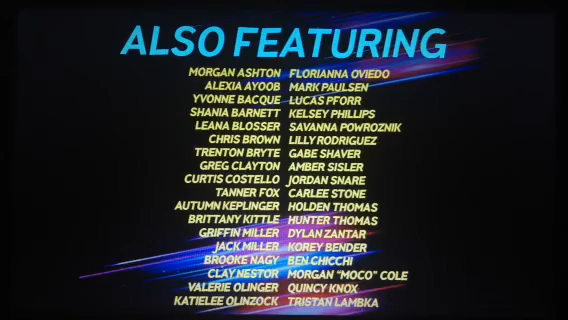 ALSO FEATURING
MORGAN ASHTON FLORIANNA OVIEDO
ALEXIA AYOOB MARK PAULSEN
YVONNE BACQUE LUCAS PFORR
SHANIA BARNETT KELSEY PHILLIPS
LEANA BLOSSER SAVANNA POWROZNIK
CHRIS BROWN LILLY RODRIGUEZ
TRENTON BRYTE GABE SHAVER
GREG CLAYTON AMBER SISLER
CURTIS COSTELLO JORDAN SNARE
TANNER FOX CARLEE STONE
AUTUMN KEPLINGER HOLDEN THOMAS
BRITTANY KITTLE HUNTER THOMAS
GRIFFIN MILLER DYLAN ZANTAR
JACK MILLER KOREY BENDER
BROOKE NAGY BEN CHICCHI
CLAY NESTOR MORGAN "MOCO" COLE
VALERIE OLINGER QUINCY KNOX
KATIELEE OLINZOCK TRISTAN LAMBKA